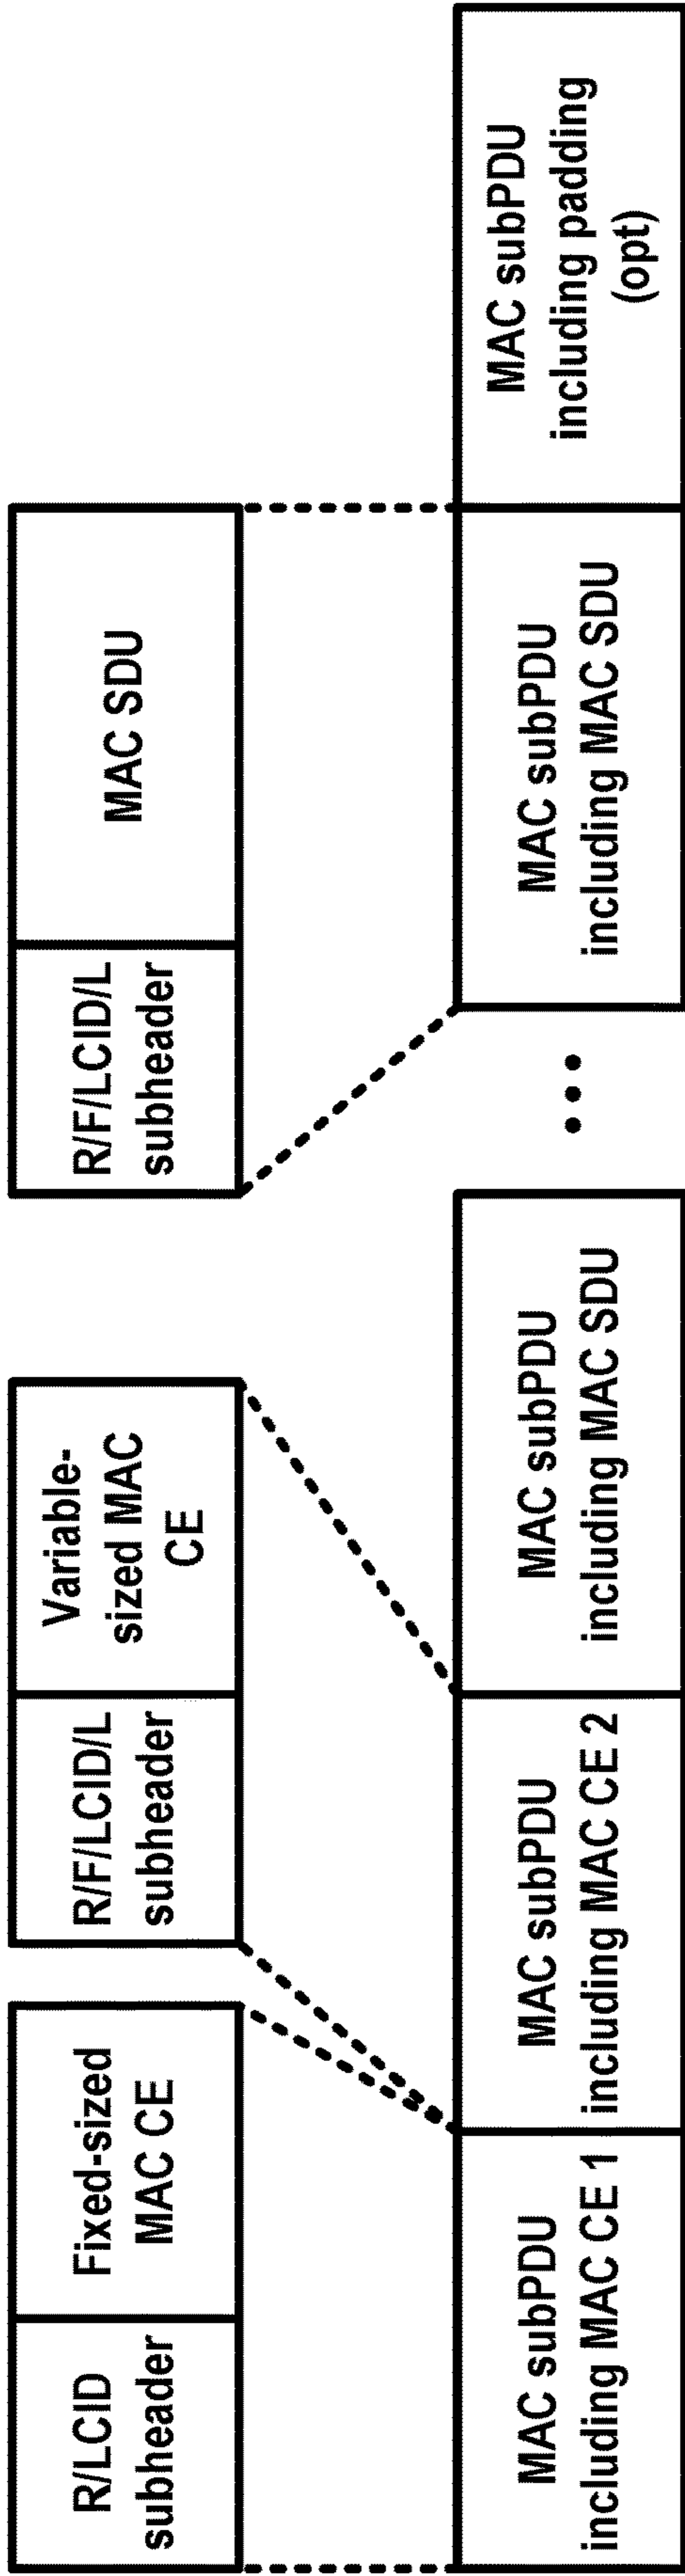 R/LCID
subheader
Fixed-sized
MAC CE
R/F/LCID/L
subheader
Variable-
sized MAC
CE
R/F/LCID/L
subheader
MAC SDU
MAC subPDU
including MAC CE 1
MAC subPDU
including MAC CE 2
MAC subPDU
including MAC SDU
...
MAC subPDU
including MAC SDU
MAC subPDU
including padding
(opt)